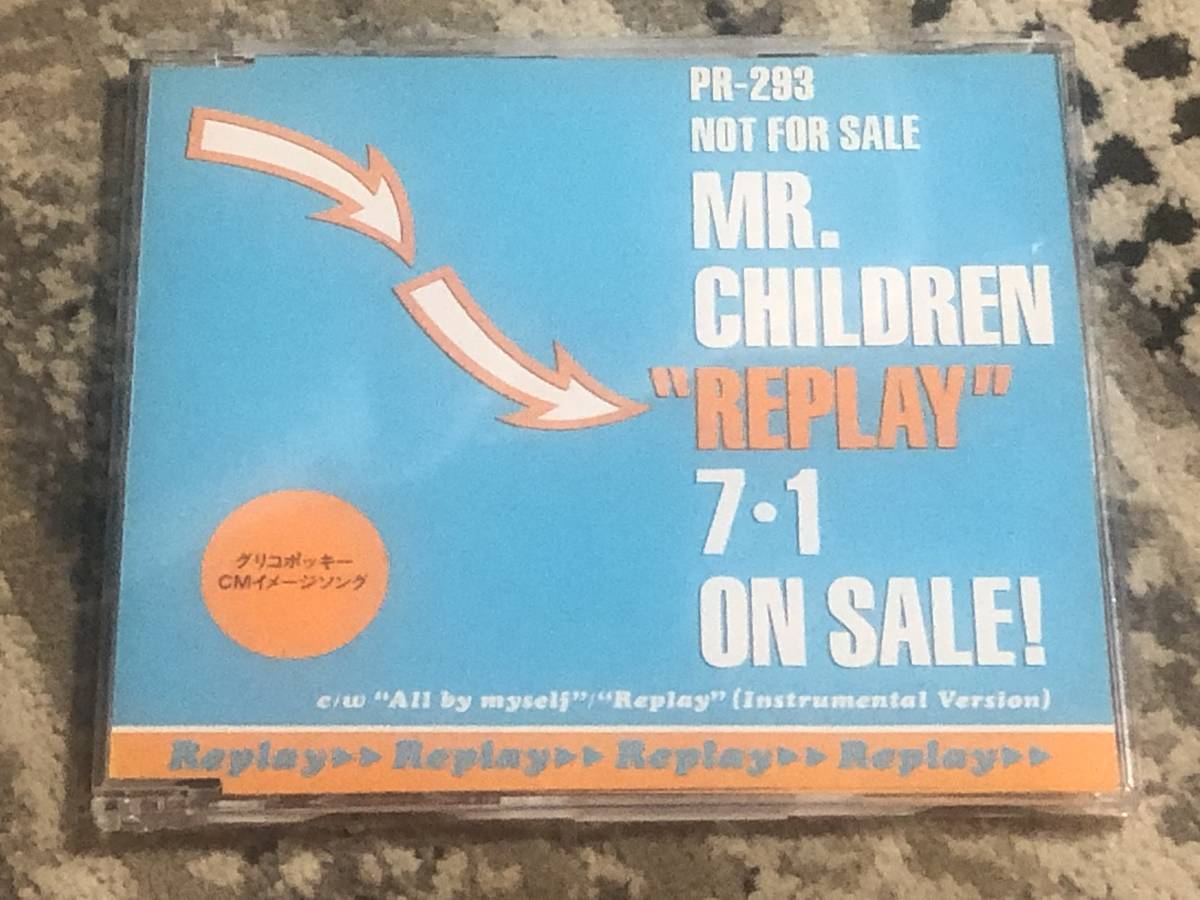 PR-293
NOT FOR SALE
MR.
CHILDREN
"REPLAY"
7・1
ON SALE!
グリコポッキー
CMイメージソング
c/w "All by myself"/"Replay" (Instrumental Version)
Replay▶▶ Replay▶▶ Replay▶▶ Replay▶▶